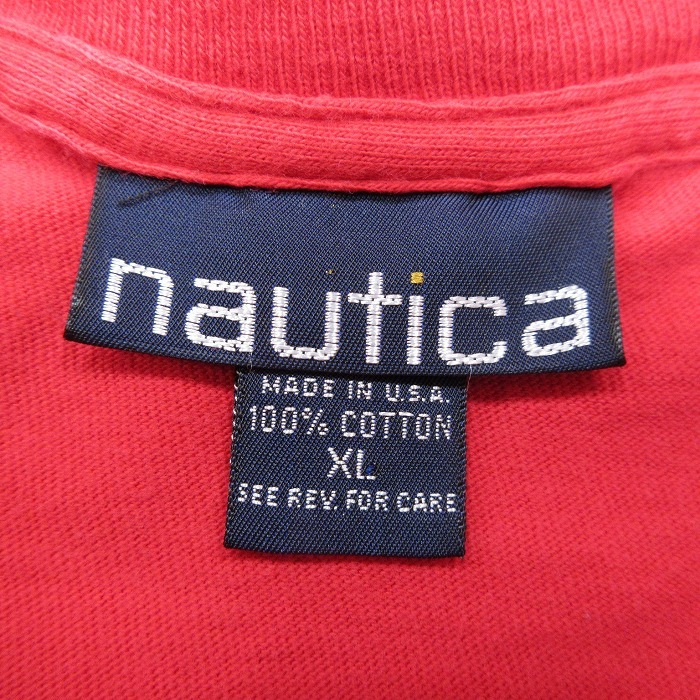 nautica
MADE IN U.S.A.
100% COTTON
XL
SEE REV. FOR CARE